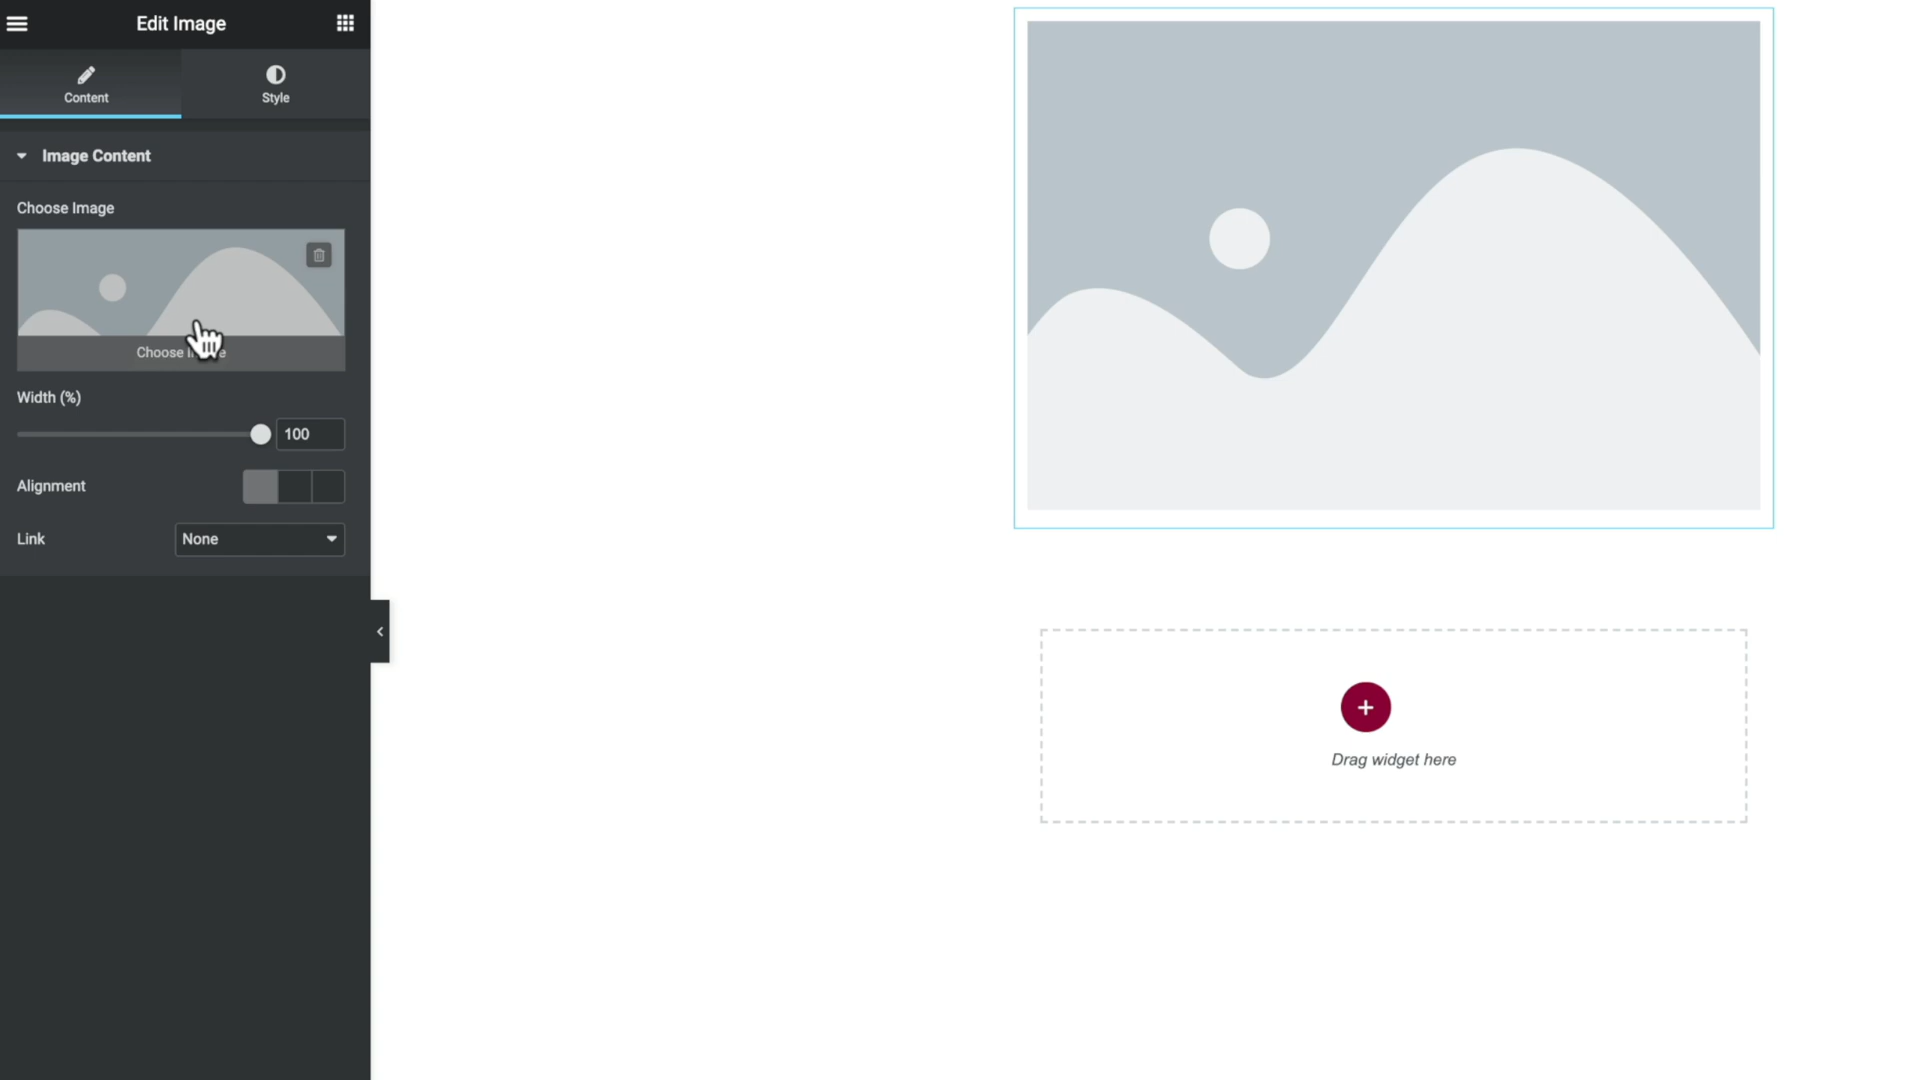 Edit Image
Content
Style
Image Content
Choose Image
Choose
Width (%)
100
Alignment
Link
None
Drag widget here